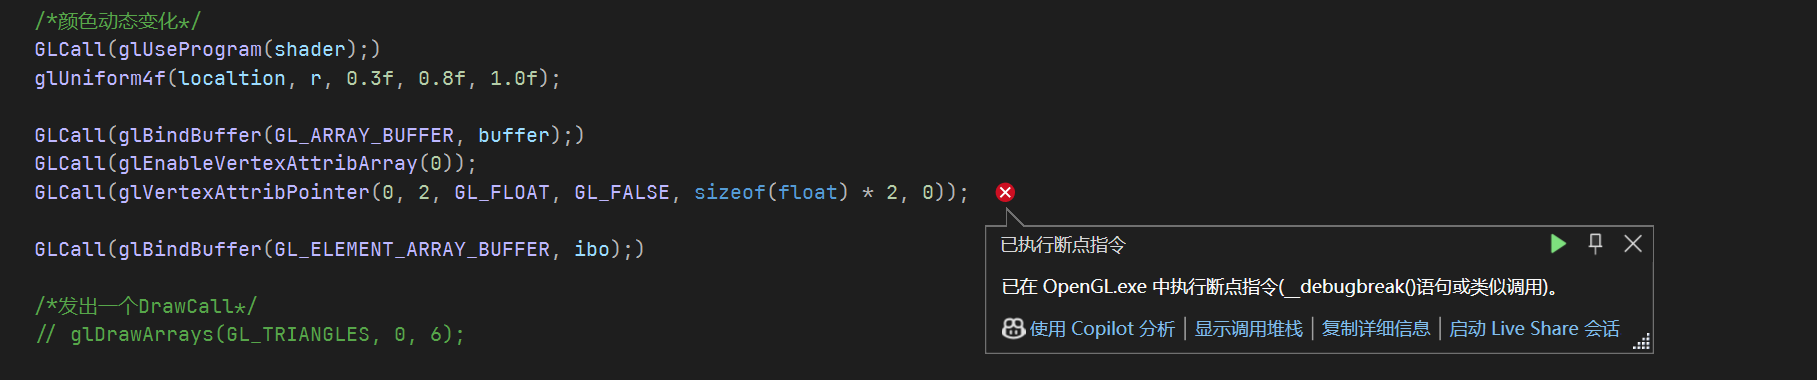 /*颜色动态变化*/
GLCall(glUseProgram(shader);)
glUniform4f(localtion, r, 0.3f, 0.8f, 1.0f);
GLCall(glBindBuffer(GL_ARRAY_BUFFER, buffer);)
GLCall(glEnableVertexAttribArray(0));
GLCall(glVertexAttribPointer(0, 2, GL_FLOAT, GL_FALSE, sizeof(float) * 2, 0));
已执行断点指令
已在 OpenGL.exe 中执行断点指令(__debugbreak()语句或类似调用)。
使用 Copilot 分析 | 显示调用堆栈 | 复制详细信息 | 启动 Live Share 会话
GLCall(glBindBuffer(GL_ELEMENT_ARRAY_BUFFER, ibo);)
/*发出一个DrawCall*/
// glDrawArrays(GL_TRIANGLES, 0, 6);